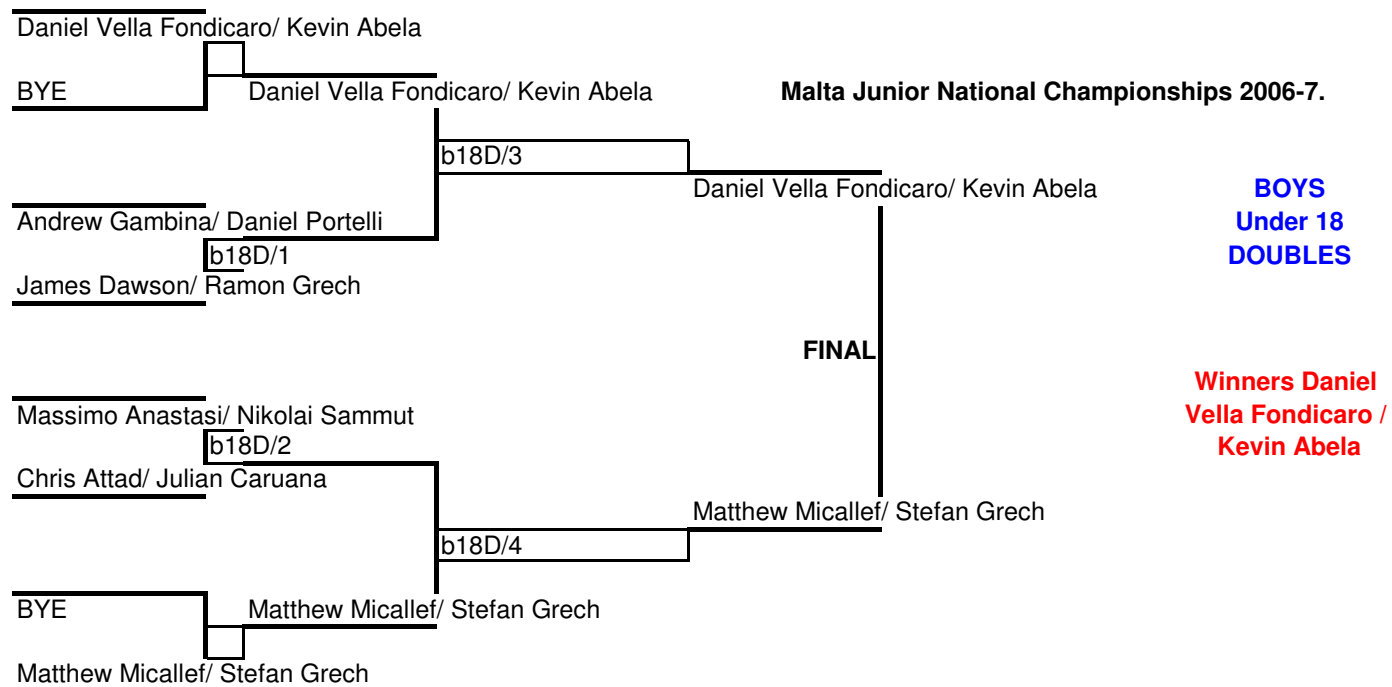 Daniel Vella Fondicaro/ Kevin Abela
BYE
Daniel Vella Fondicaro/ Kevin Abela
Malta Junior National Championships 2006-7.
b18D/3
Daniel Vella Fondicaro/ Kevin Abela
BOYS
Under 18
DOUBLES
Andrew Gambina/ Daniel Portelli
b18D/1
James Dawson/ Ramon Grech
FINAL
Winners Daniel
Vella Fondicaro /
Kevin Abela
Massimo Anastasi/ Nikolai Sammut
b18D/2
Chris Attad/ Julian Caruana
Matthew Micallef/ Stefan Grech
b18D/4
BYE
Matthew Micallef/ Stefan Grech
Matthew Micallef/ Stefan Grech